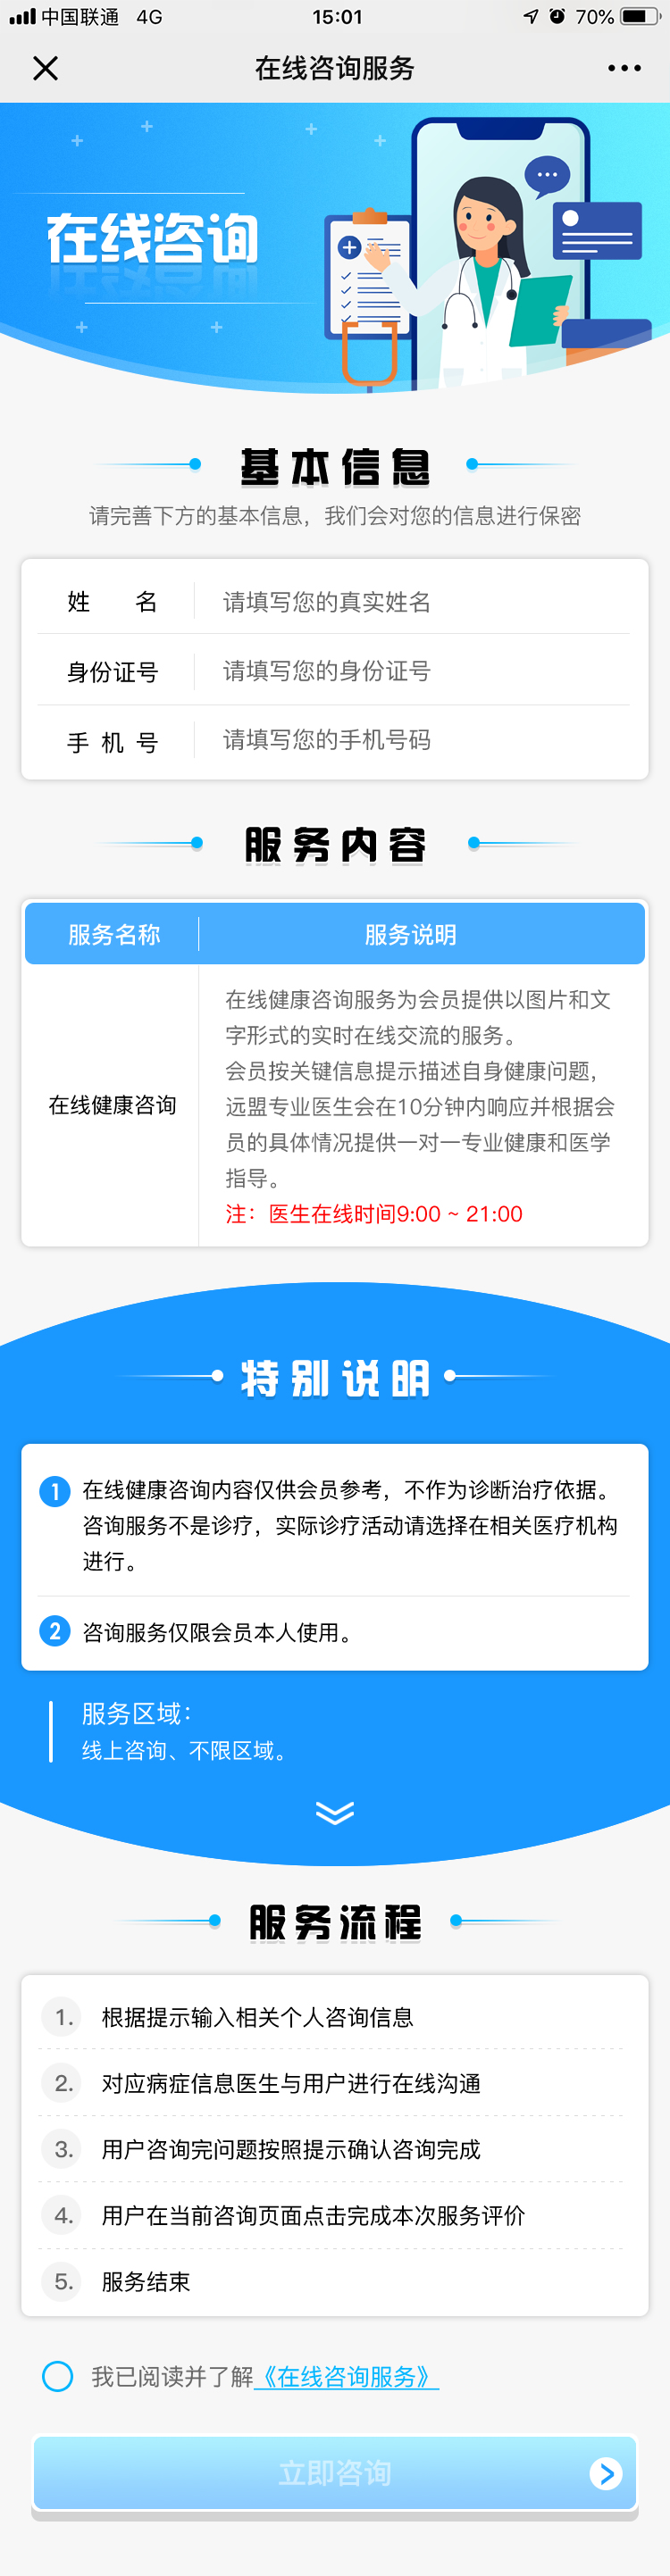 中国联通 4G 15:01 70%
在线咨询服务
在线咨询
基本信息
请完善下方的基本信息，我们会对您的信息进行保密
姓 名 请填写您的真实姓名
身份证号 请填写您的身份证号
手 机 号 请填写您的手机号码
服务内容
服务名称 服务说明
在线健康咨询
在线健康咨询服务为会员提供以图片和文
字形式的实时在线交流的服务。
会员按关键信息提示描述自身健康问题，
远盟专业医生会在10分钟内响应并根据会
员的具体情况提供一对一专业健康和医学
指导。
注：医生在线时间9:00 ~ 21:00
特别说明
1 在线健康咨询内容仅供会员参考，不作为诊断治疗依据。
咨询服务不是诊疗，实际诊疗活动请选择在相关医疗机构
进行。
2 咨询服务仅限会员本人使用。
服务区域：
线上咨询、不限区域。
服务流程
1. 根据提示输入相关个人咨询信息
2. 对应病症信息医生与用户进行在线沟通
3. 用户咨询完问题按照提示确认咨询完成
4. 用户在当前咨询页面点击完成本次服务评价
5. 服务结束
我已阅读并了解《在线咨询服务》
立即咨询